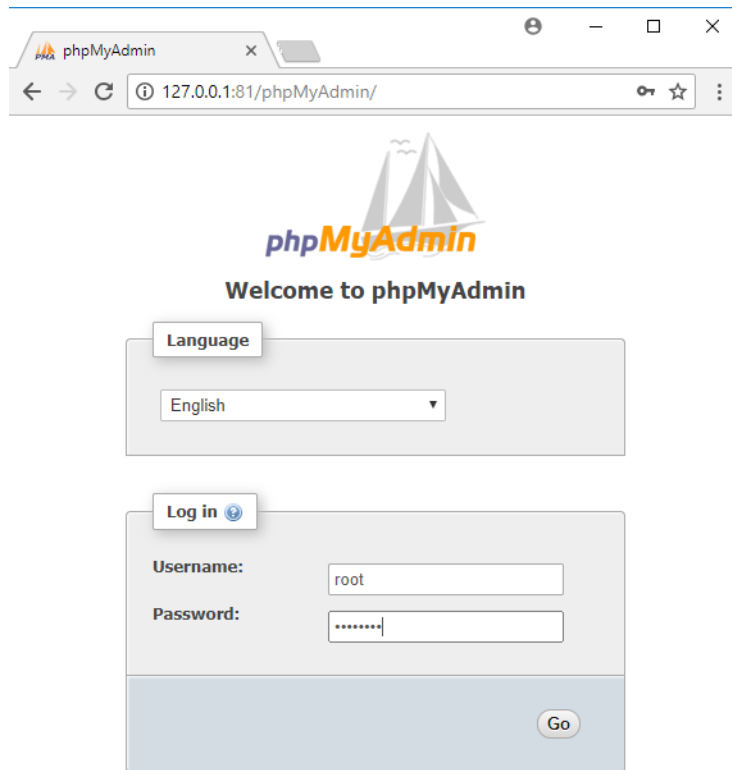 phpMyAdmin
127.0.0.1:81/phpMyAdmin/
phpMyAdmin
Welcome to phpMyAdmin
Language
English
Log in
Username:
root
Password:
••••••••
Go